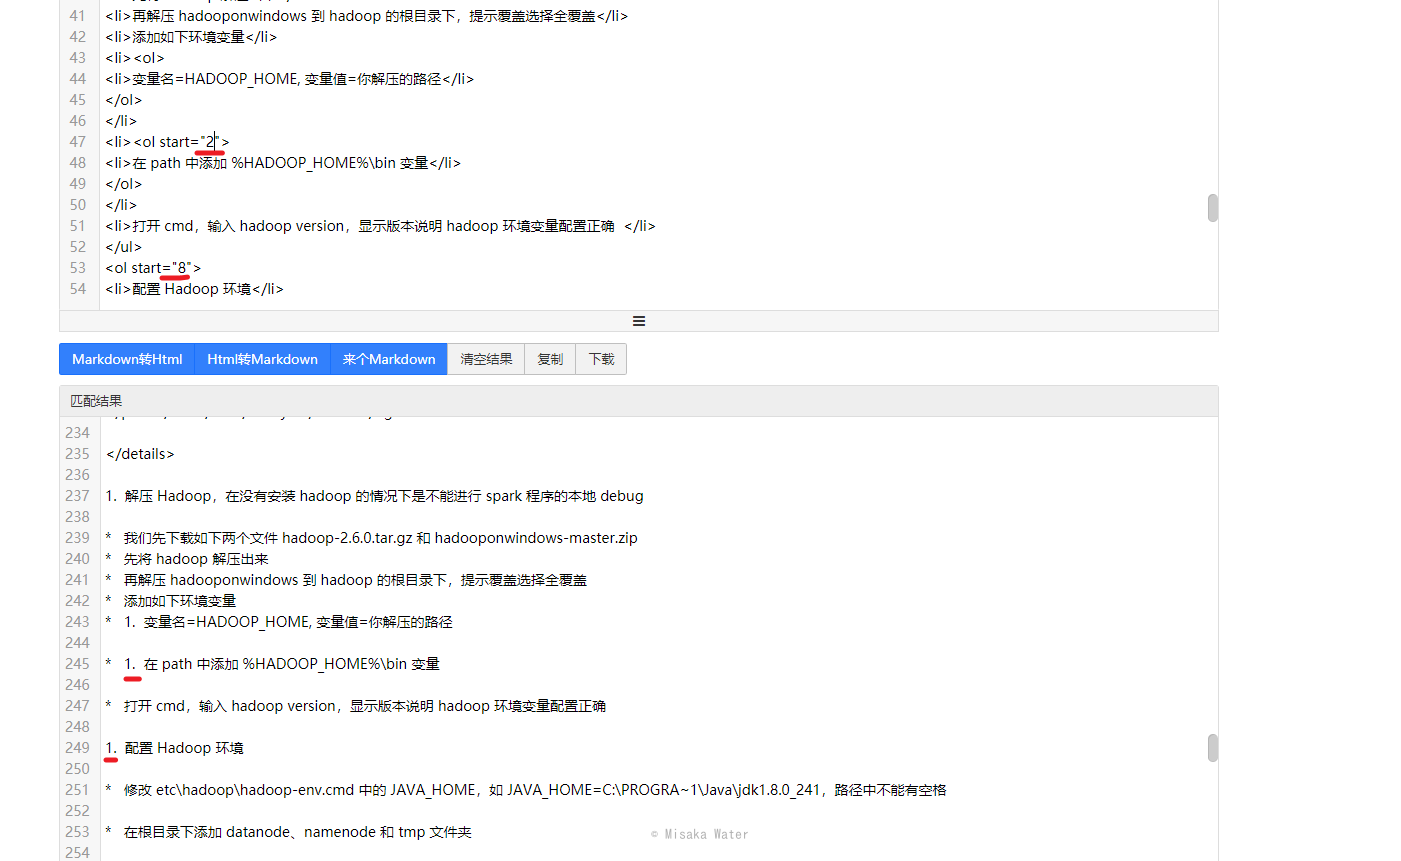 41 <li>再解压 hadooponwindows 到 hadoop 的根目录下，提示覆盖选择全覆盖</li>
42 <li>添加如下环境变量</li>
43 <li><ol>
44 <li>变量名=HADOOP_HOME, 变量值=你解压的路径</li>
45 </ol>
46 </li>
47 <li><ol start="2">
48 <li>在 path 中添加 %HADOOP_HOME%\bin 变量</li>
49 </ol>
50 </li>
51 <li>打开 cmd，输入 hadoop version，显示版本说明 hadoop 环境变量配置正确  </li>
52 </ul>
53 <ol start="8">
54 <li>配置 Hadoop 环境</li>
Markdown转Html Html转Markdown 来个Markdown 清空结果 复制 下载
匹配结果
234
235 </details>
236
237 1.  解压 Hadoop，在没有安装 hadoop 的情况下是不能进行 spark 程序的本地 debug
238
239 *   我们先下载如下两个文件 hadoop-2.6.0.tar.gz 和 hadooponwindows-master.zip
240 *   先将 hadoop 解压出来
241 *   再解压 hadooponwindows 到 hadoop 的根目录下，提示覆盖选择全覆盖
242 *   添加如下环境变量
243 *   1.  变量名=HADOOP_HOME, 变量值=你解压的路径
244
245 *   1.  在 path 中添加 %HADOOP_HOME%\bin 变量
246
247 *   打开 cmd，输入 hadoop version，显示版本说明 hadoop 环境变量配置正确
248
249 1.  配置 Hadoop 环境
250
251 *   修改 etc\hadoop\hadoop-env.cmd 中的 JAVA_HOME，如 JAVA_HOME=C:\PROGRA~1\Java\jdk1.8.0_241，路径中不能有空格
252
253 *   在根目录下添加 datanode、namenode 和 tmp 文件夹
© Misaka Water
254